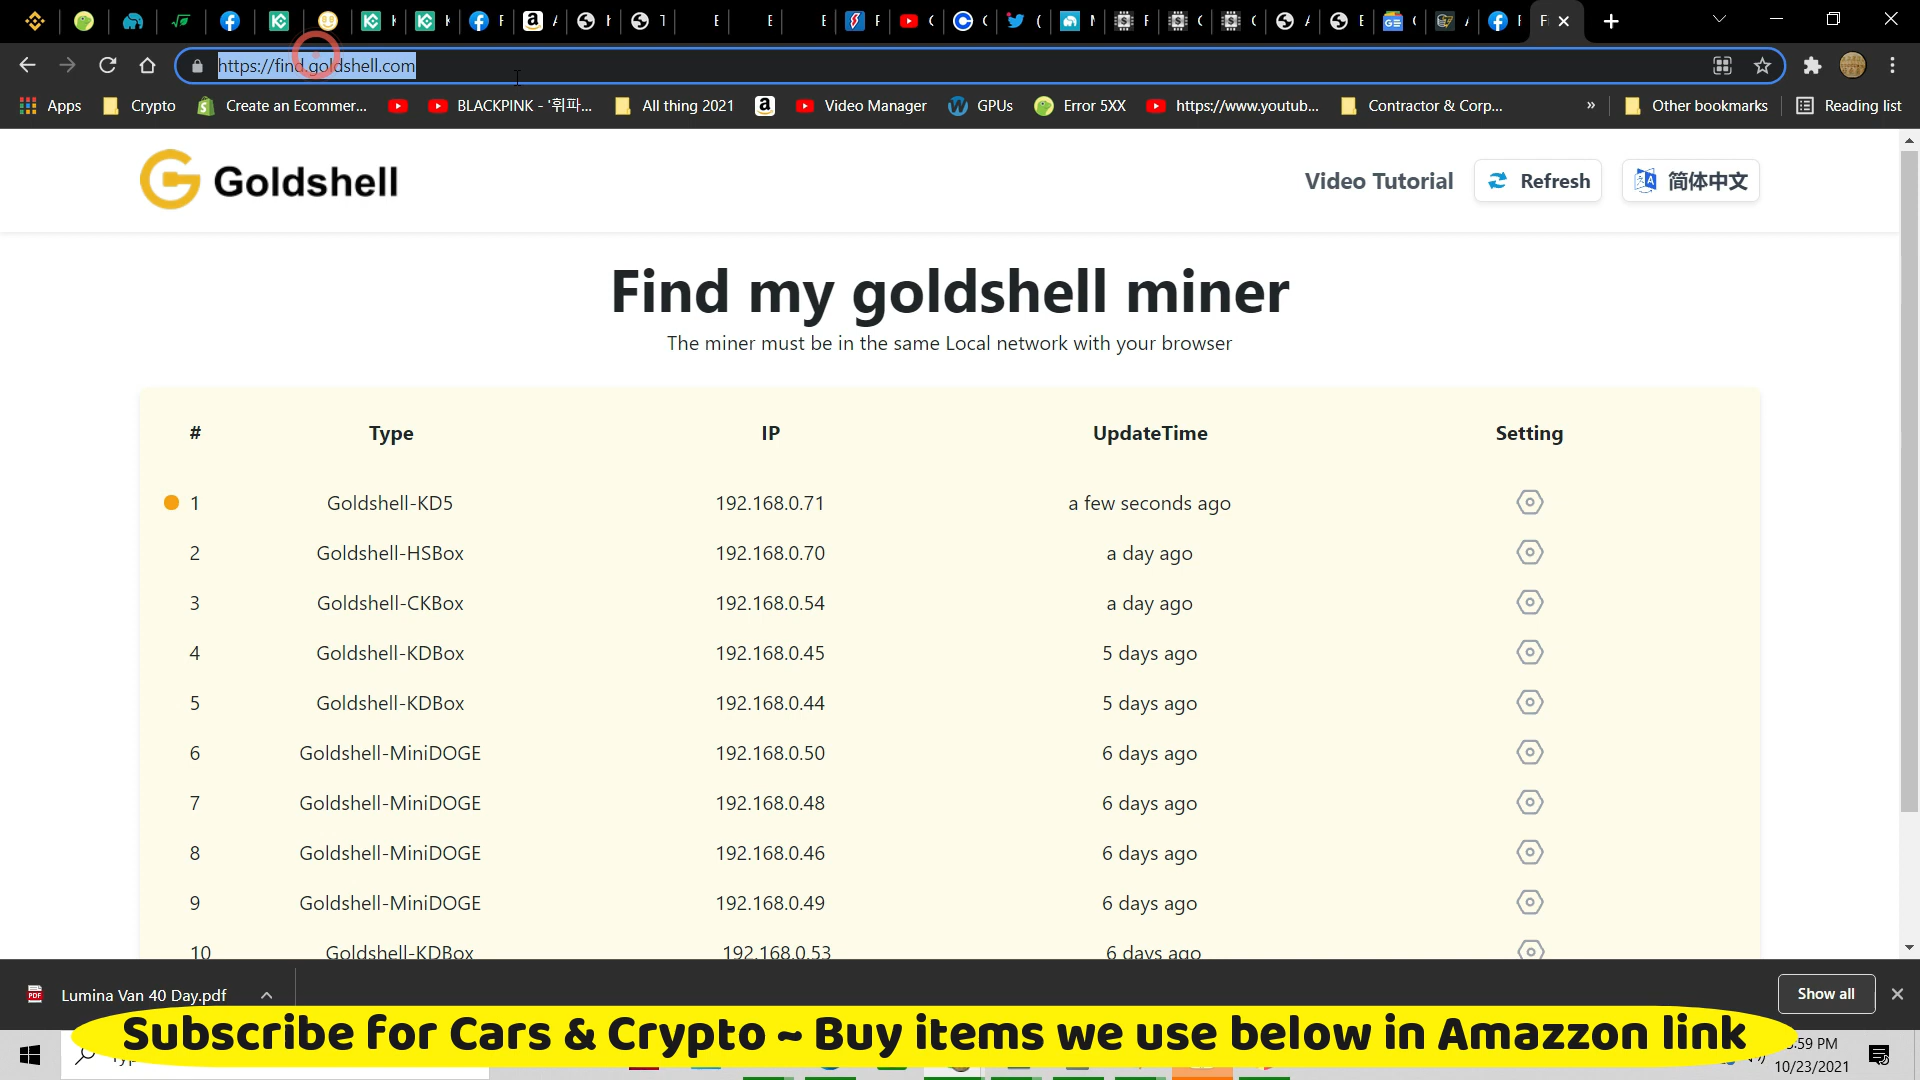 https://find.goldshell.com
Apps
Crypto
Create an Ecommer...
BLACKPINK - '휘파...
All thing 2021
Video Manager
GPUs
Error 5XX
https://www.youtub...
Contractor & Corp...
»
Other bookmarks
Reading list
Goldshell
Video Tutorial
Refresh
简体中文
Find my goldshell miner
The miner must be in the same Local network with your browser
# Type IP UpdateTime Setting
1 Goldshell-KD5 192.168.0.71 a few seconds ago
2 Goldshell-HSBox 192.168.0.70 a day ago
3 Goldshell-CKBox 192.168.0.54 a day ago
4 Goldshell-KDBox 192.168.0.45 5 days ago
5 Goldshell-KDBox 192.168.0.44 5 days ago
6 Goldshell-MiniDOGE 192.168.0.50 6 days ago
7 Goldshell-MiniDOGE 192.168.0.48 6 days ago
8 Goldshell-MiniDOGE 192.168.0.46 6 days ago
9 Goldshell-MiniDOGE 192.168.0.49 6 days ago
10 Goldshell-KDBox 192.168.0.53 6 days ago
Lumina Van 40 Day.pdf
Show all
Subscribe for Cars & Crypto ~ Buy items we use below in Amazzon link
:59 PM
10/23/2021